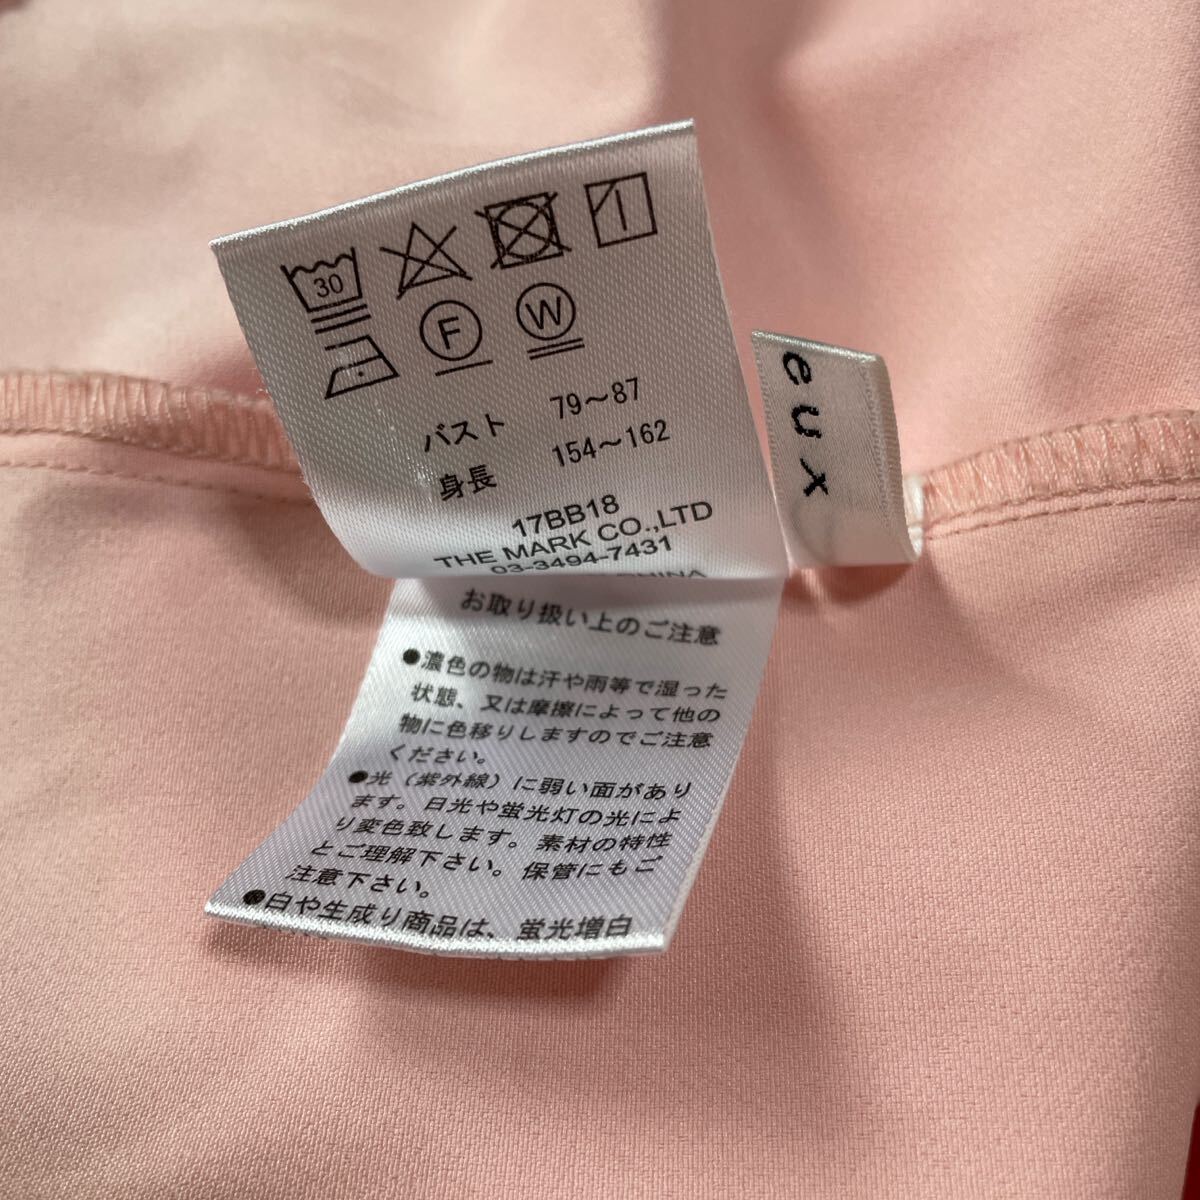 30
F W
バスト 79～87
身長 154～162
17BB18
THE MARK CO.,LTD
03-3494-7431
CHINA
eux
お取り扱い上のご注意
●濃色の物は汗や雨等で湿った
状態、又は摩擦によって他の
物に色移りしますのでご注意
ください。
●光（紫外線）に弱い面があり
ます。日光や蛍光灯の光によ
り変色致します。素材の特性
とご理解下さい。保管にもご
注意下さい。
●白や生成り商品は、蛍光増白